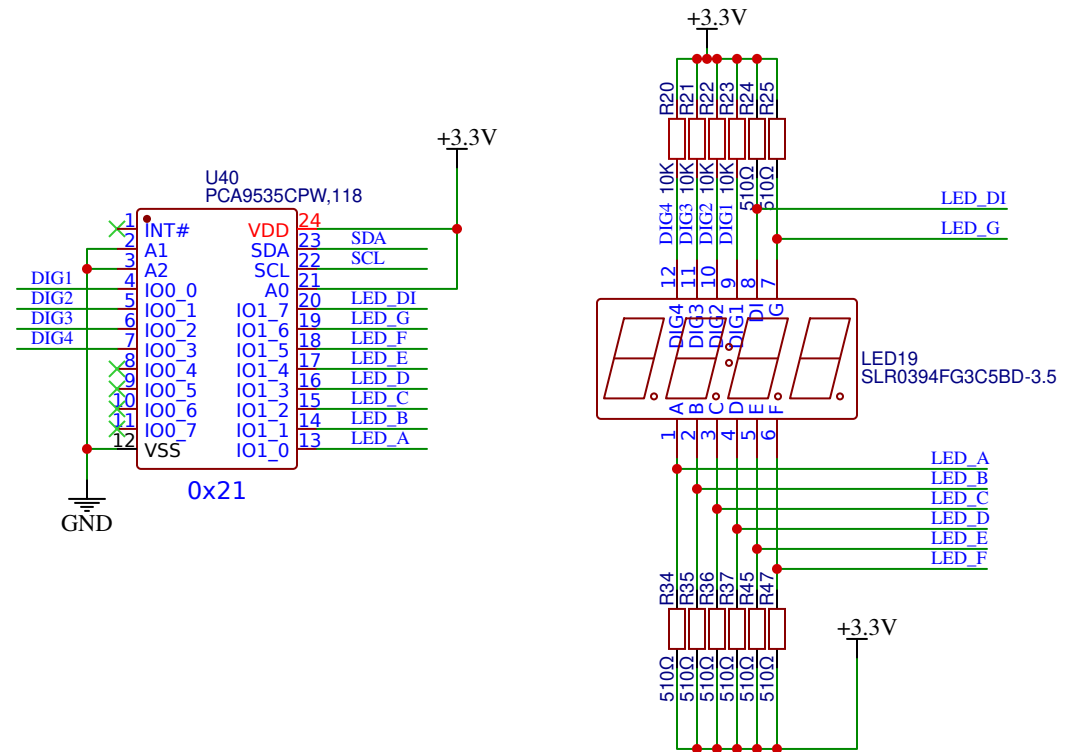 +3.3V
R20
R21
R22
R23
R24
R25
10K
10K
10K
10K
510Ω
510Ω
DIG4
DIG3
DIG2
DIG1
LED_DI
LED_G
12
11
10
9
8
7
DIG4
DIG3
DIG2
DIG1
DI
G
LED19
SLR0394FG3C5BD-3.5
A
B
C
D
E
F
1
2
3
4
5
6
LED_A
LED_B
LED_C
LED_D
LED_E
LED_F
R34
R35
R36
R37
R45
R47
510Ω
510Ω
510Ω
510Ω
510Ω
510Ω
+3.3V
+3.3V
U40
PCA9535CPW,118
1 INT# VDD 24
2 A1 SDA 23 SDA
3 A2 SCL 22 SCL
DIG1 4 IO0_0 A0 21
DIG2 5 IO0_1 IO1_7 20 LED_DI
DIG3 6 IO0_2 IO1_6 19 LED_G
DIG4 7 IO0_3 IO1_5 18 LED_F
8 IO0_4 IO1_4 17 LED_E
9 IO0_5 IO1_3 16 LED_D
10 IO0_6 IO1_2 15 LED_C
11 IO0_7 IO1_1 14 LED_B
12 VSS IO1_0 13 LED_A
0x21
GND